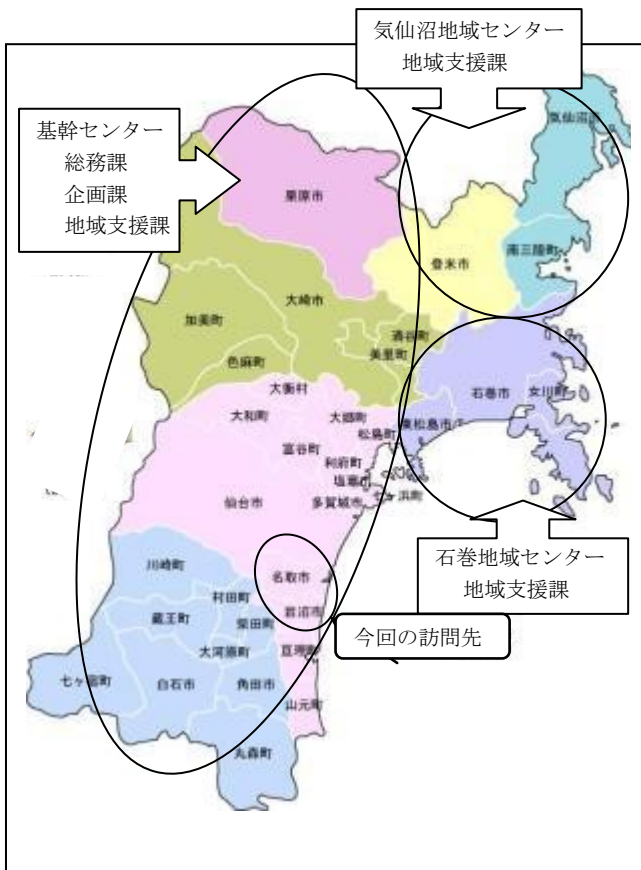 気仙沼地域センター
地域支援課
基幹センター
総務課
企画課
地域支援課
気仙沼
栗原市
登米市
南三陸町
大崎市
加美町
涌谷町
美里町
色麻町
石巻市
女川町
大衡村
大和町
大郷町
東松島市
松島町
富谷町
利府町
塩竈市
仙台市
多賀城市
七ヶ浜町
石巻地域センター
地域支援課
川崎町
名取市
村田町
岩沼市
蔵王町
柴田町
今回の訪問先
大河原町
亘理町
七ヶ宿町
白石市
角田市
山元町
丸森町